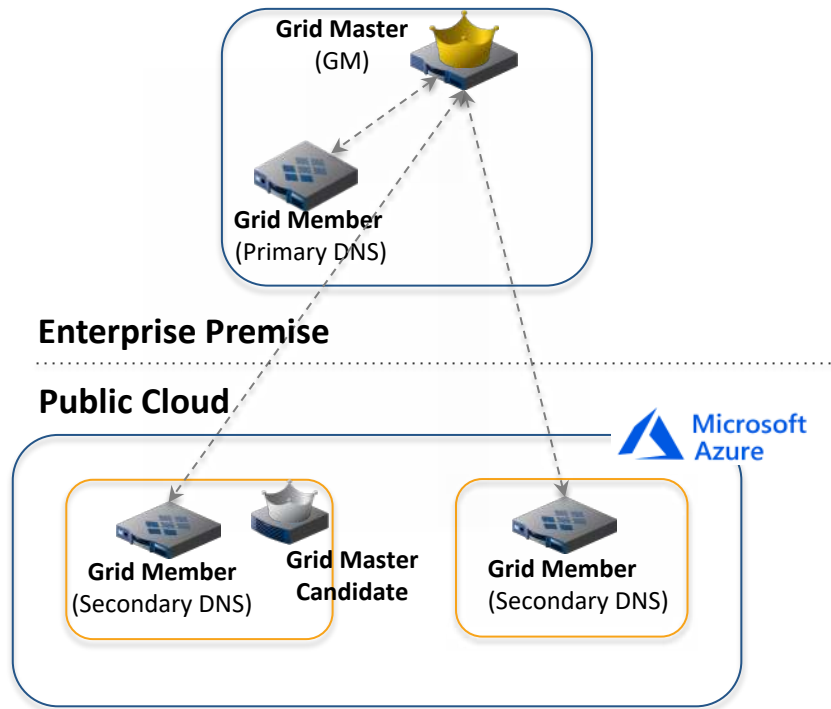 Grid Master
(GM)
Grid Member
(Primary DNS)
Enterprise Premise
Public Cloud
Microsoft
Azure
Grid Member
(Secondary DNS)
Grid Master
Candidate
Grid Member
(Secondary DNS)